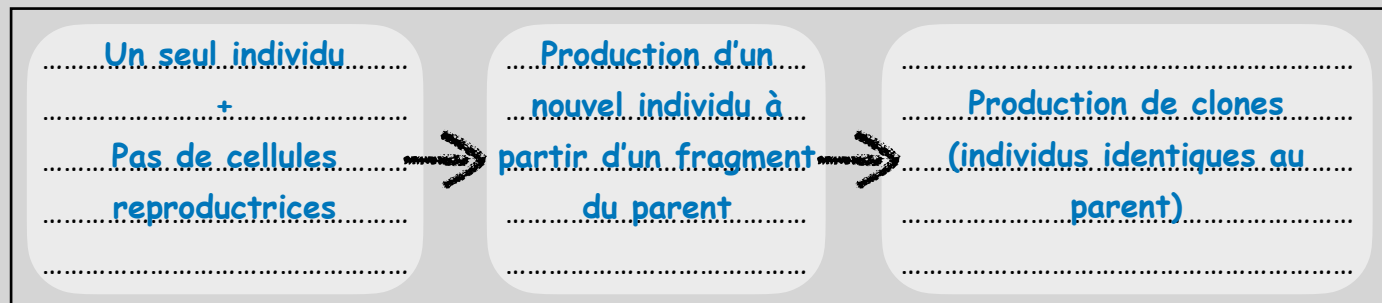 Un seul individu
+
Pas de cellules
reproductrices
Production d'un
nouvel individu à
partir d'un fragment
du parent
Production de clones
(individus identiques au
parent)